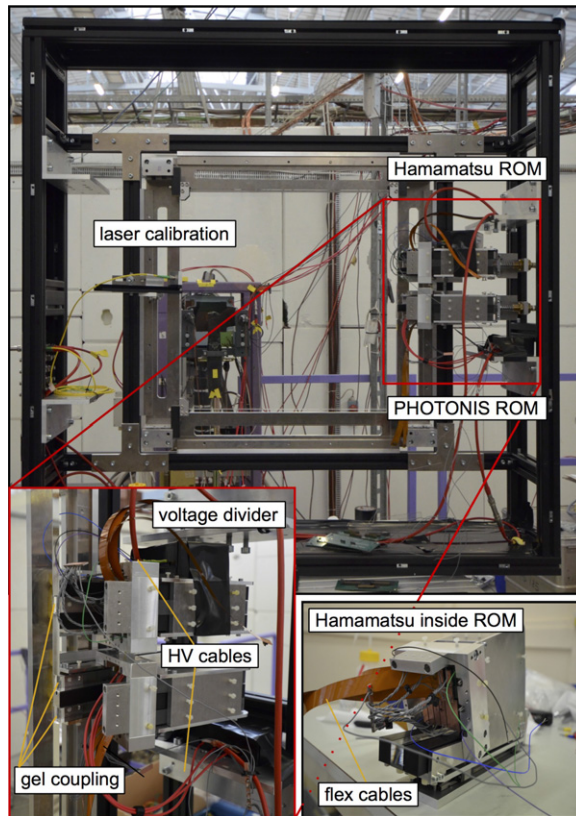 Hamamatsu ROM
laser calibration
PHOTONIS ROM
voltage divider
HV cables
gel coupling
Hamamatsu inside ROM
flex cables